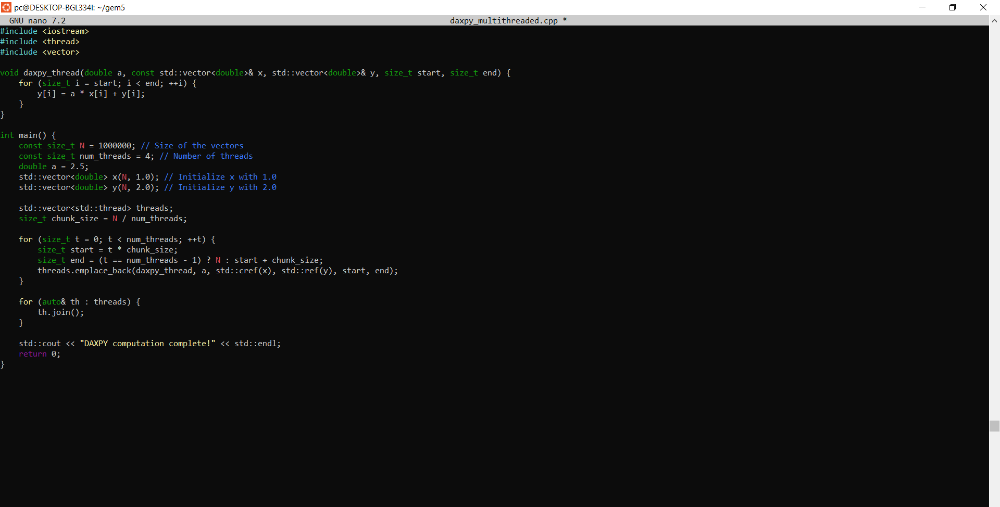 pc@DESKTOP-BGL334I: ~/gem5
GNU nano 7.2 daxpy_multithreaded.cpp *
#include <iostream>
#include <thread>
#include <vector>
void daxpy_thread(double a, const std::vector<double>& x, std::vector<double>& y, size_t start, size_t end) {
    for (size_t i = start; i < end; ++i) {
        y[i] = a * x[i] + y[i];
    }
}
int main() {
    const size_t N = 1000000; // Size of the vectors
    const size_t num_threads = 4; // Number of threads
    double a = 2.5;
    std::vector<double> x(N, 1.0); // Initialize x with 1.0
    std::vector<double> y(N, 2.0); // Initialize y with 2.0
    std::vector<std::thread> threads;
    size_t chunk_size = N / num_threads;
    for (size_t t = 0; t < num_threads; ++t) {
        size_t start = t * chunk_size;
        size_t end = (t == num_threads - 1) ? N : start + chunk_size;
        threads.emplace_back(daxpy_thread, a, std::cref(x), std::ref(y), start, end);
    }
    for (auto& th : threads) {
        th.join();
    }
    std::cout << "DAXPY computation complete!" << std::endl;
    return 0;
}